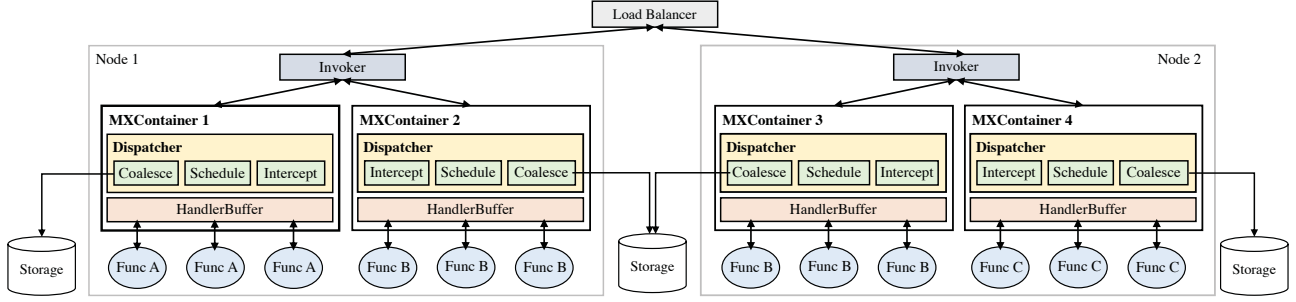 Load Balancer
Node 1
Invoker
MXContainer 1
Dispatcher
Coalesce Schedule Intercept
HandlerBuffer
Func A Func A Func A
MXContainer 2
Dispatcher
Intercept Schedule Coalesce
HandlerBuffer
Func B Func B Func B
Node 2
Invoker
MXContainer 3
Dispatcher
Coalesce Schedule Intercept
HandlerBuffer
Func B Func B Func B
MXContainer 4
Dispatcher
Intercept Schedule Coalesce
HandlerBuffer
Func C Func C Func C
Storage
Storage
Storage